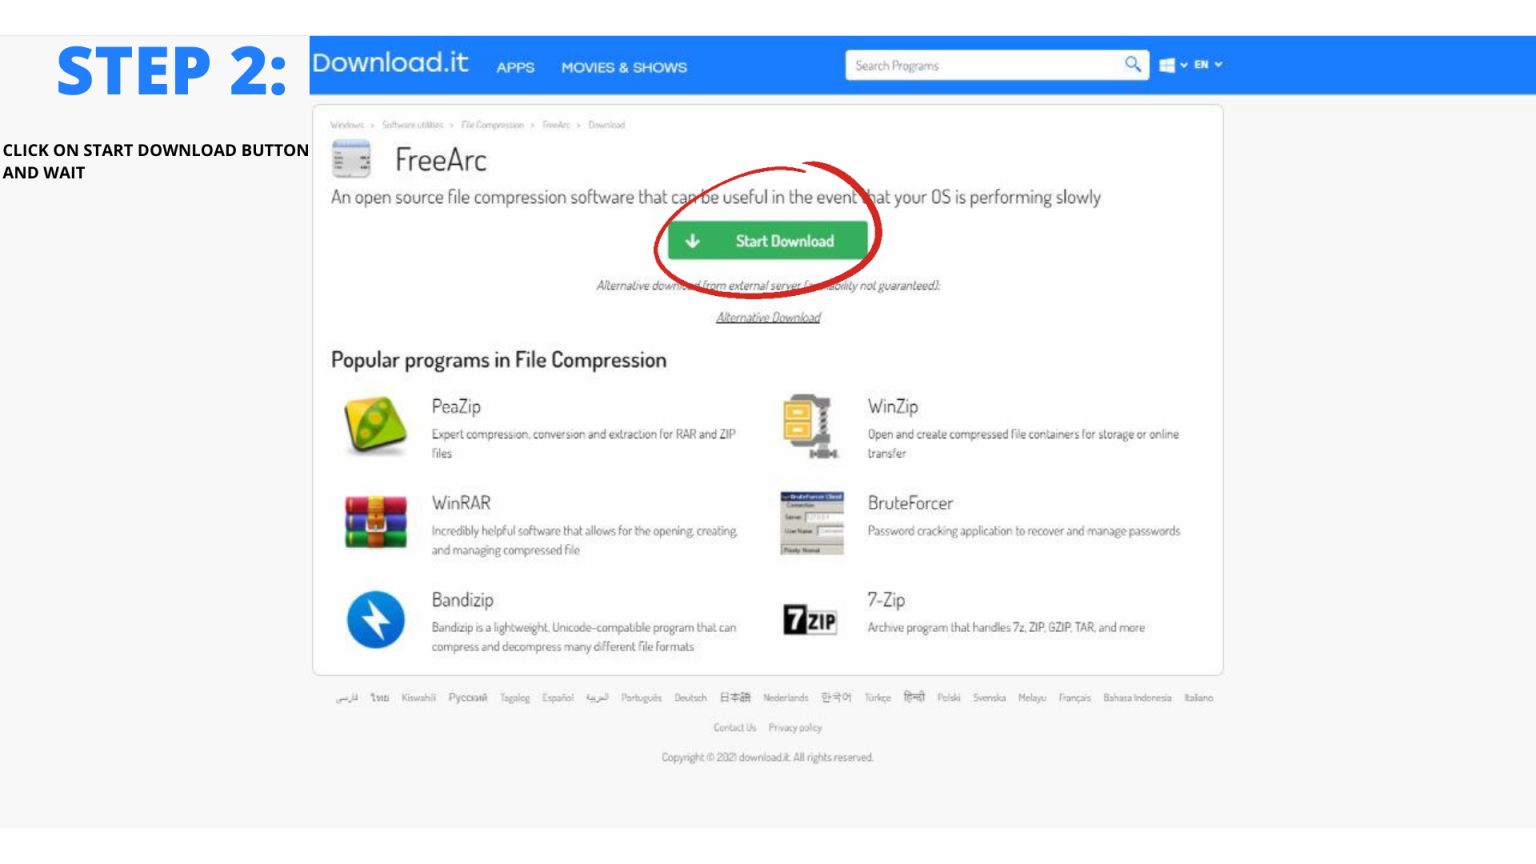 STEP 2:
CLICK ON START DOWNLOAD BUTTON
AND WAIT
Download.it APPS MOVIES & SHOWS Search Programs EN
Windows > Software utilities > File Compression > FreeArc > Download
FreeArc
An open source file compression software that can be useful in the event that your OS is performing slowly
Start Download
Alternative download from external server (availability not guaranteed):
Alternative Download
Popular programs in File Compression
PeaZip
Expert compression, conversion and extraction for RAR and ZIP
files
WinZip
Open and create compressed file containers for storage or online
transfer
WinRAR
Incredibly helpful software that allows for the opening, creating,
and managing compressed file
BruteForcer
Password cracking application to recover and manage passwords
Bandizip
Bandizip is a lightweight, Unicode-compatible program that can
compress and decompress many different file formats
7-Zip
Archive program that handles 7z, ZIP, GZIP, TAR, and more
7 ZIP
فارسی ไทย Kiswahili Русский Tagalog Español العربية Português Deutsch 日本語 Nederlands 한국어 Türkçe हिन्दी Polski Svenska Melayu Français Bahasa Indonesia Italiano
Contact Us Privacy policy
Copyright © 2021 download.it. All rights reserved.